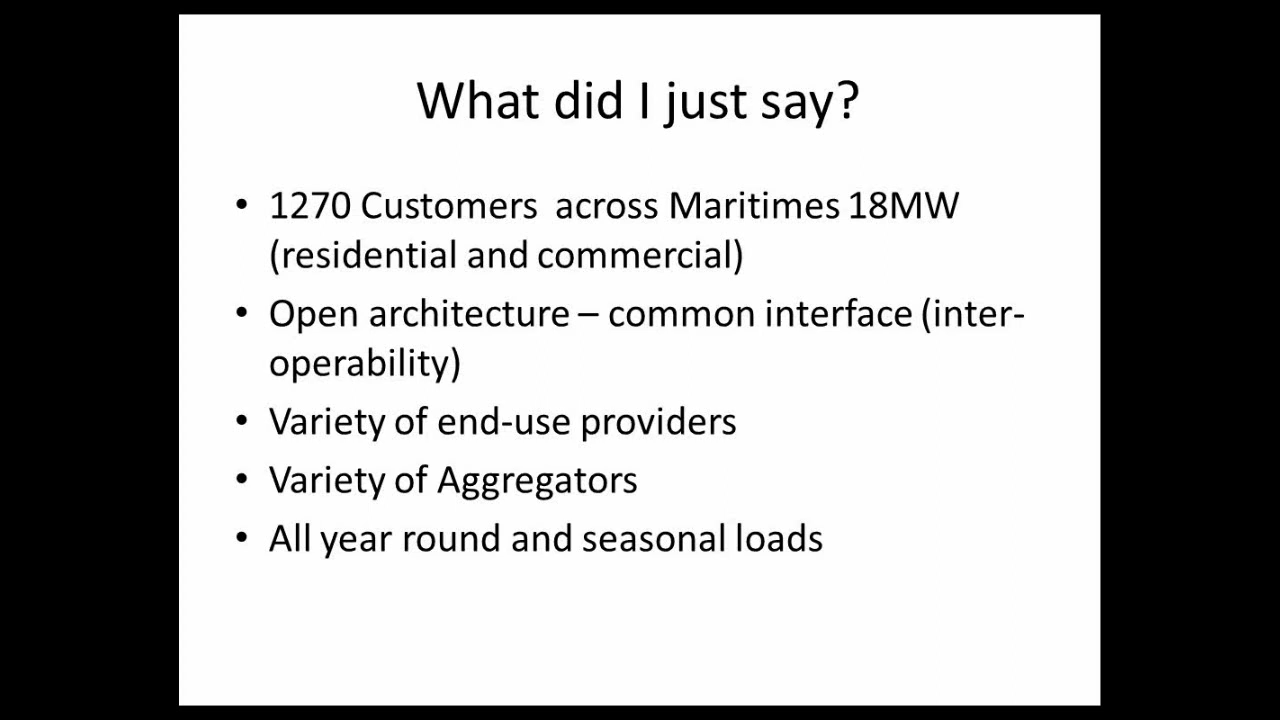 What did I just say?
• 1270 Customers  across Maritimes 18MW
(residential and commercial)
• Open architecture – common interface (inter-
operability)
• Variety of end-use providers
• Variety of Aggregators
• All year round and seasonal loads